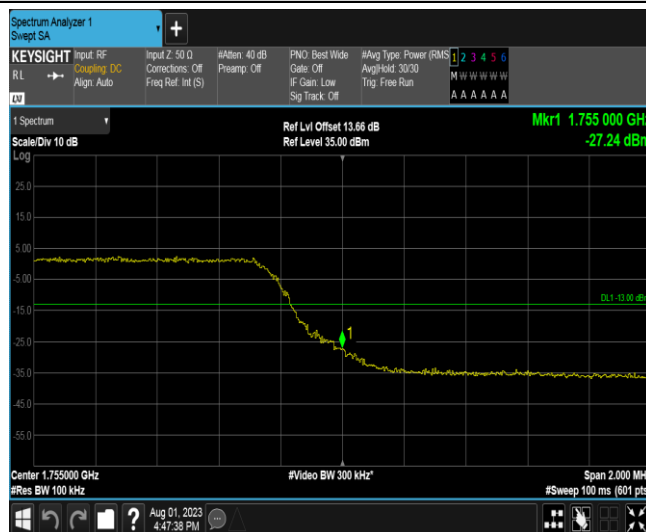 Spectrum Analyzer 1
Swept SA
KEYSIGHT
RL
LXI
Input: RF
Coupling: DC
Align: Auto
Input Z: 50 Ω
Corrections: Off
Freq Ref: Int (S)
#Atten: 40 dB
Preamp: Off
PNO: Best Wide
Gate: Off
IF Gain: Low
Sig Track: Off
#Avg Type: Power (RMS
Avg|Hold: 30/30
Trig: Free Run
1 2 3 4 5 6
M W W W W W
A A A A A A
1 Spectrum
Scale/Div 10 dB
Log
Ref Lvl Offset 13.66 dB
Ref Level 35.00 dBm
Mkr1 1.755 000 GHz
-27.24 dBm
25.0
15.0
5.00
-5.00
DL1 -13.00 dBm
-15.0
1
-25.0
-35.0
-45.0
-55.0
Center 1.755000 GHz
#Res BW 100 kHz
#Video BW 300 kHz*
Span 2.000 MH
#Sweep 100 ms (601 pts
?
Aug 01, 2023
4:47:38 PM